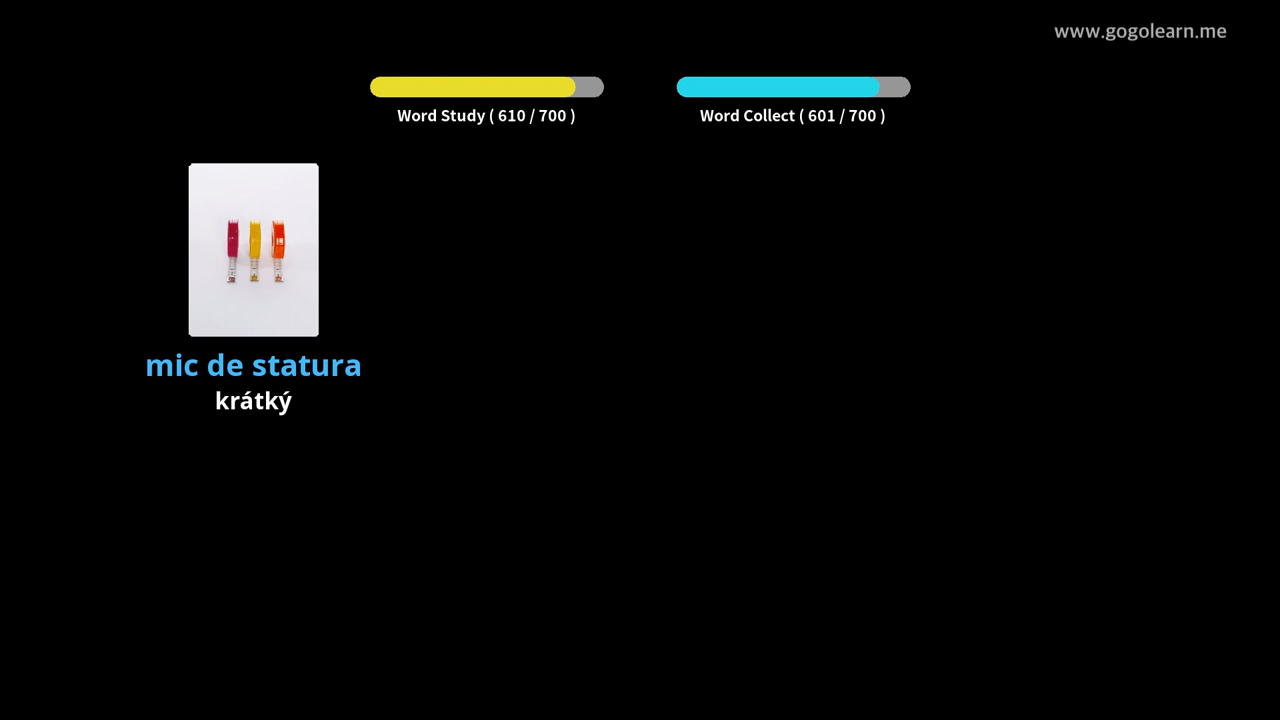 www.gogolearn.me
Word Study ( 610 / 700 )
Word Collect ( 601 / 700 )
mic de statura
krátký